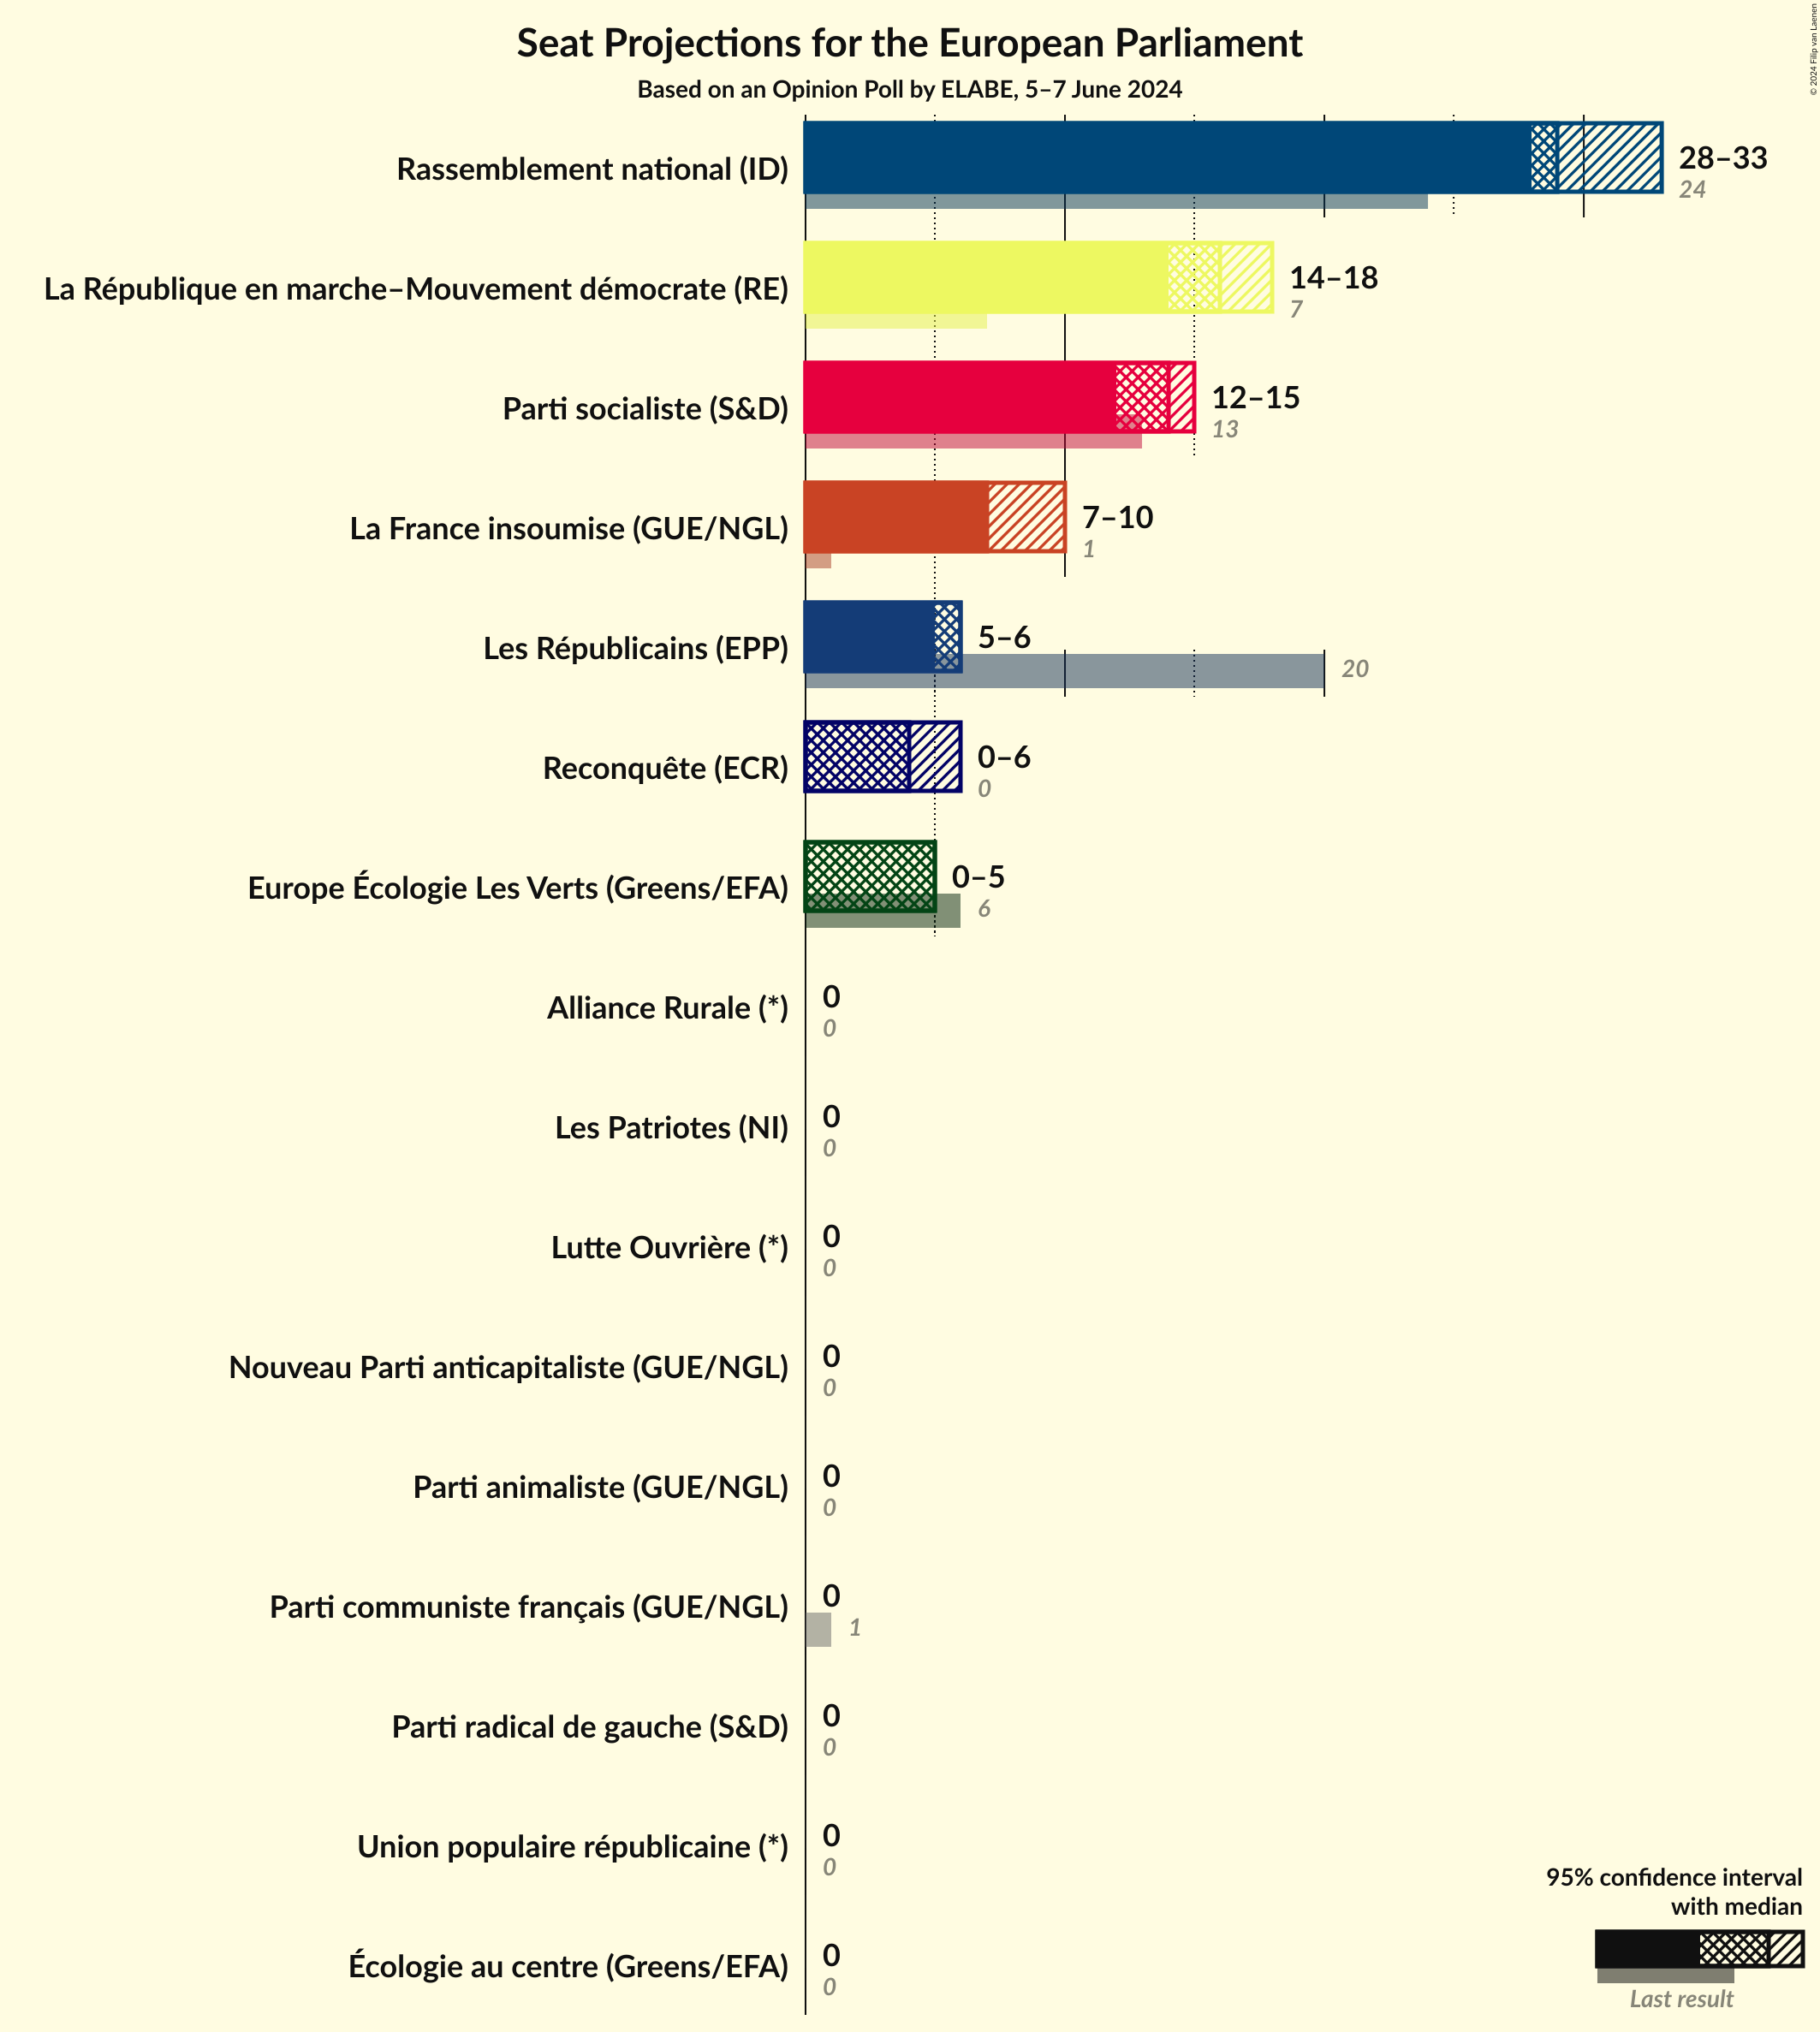 © 2024 Filip van Laenen
Seat Projections for the European Parliament
Based on an Opinion Poll by ELABE, 5–7 June 2024
Rassemblement national (ID)
28–33
24
La République en marche–Mouvement démocrate (RE)
14–18
7
Parti socialiste (S&D)
12–15
13
La France insoumise (GUE/NGL)
7–10
1
Les Républicains (EPP)
5–6
20
Reconquête (ECR)
0–6
0
Europe Écologie Les Verts (Greens/EFA)
0–5
6
Alliance Rurale (*)
0
0
Les Patriotes (NI)
0
0
Lutte Ouvrière (*)
0
0
Nouveau Parti anticapitaliste (GUE/NGL)
0
0
Parti animaliste (GUE/NGL)
0
0
Parti communiste français (GUE/NGL)
0
1
Parti radical de gauche (S&D)
0
0
Union populaire républicaine (*)
0
0
Écologie au centre (Greens/EFA)
0
0
95% confidence interval
with median
Last result